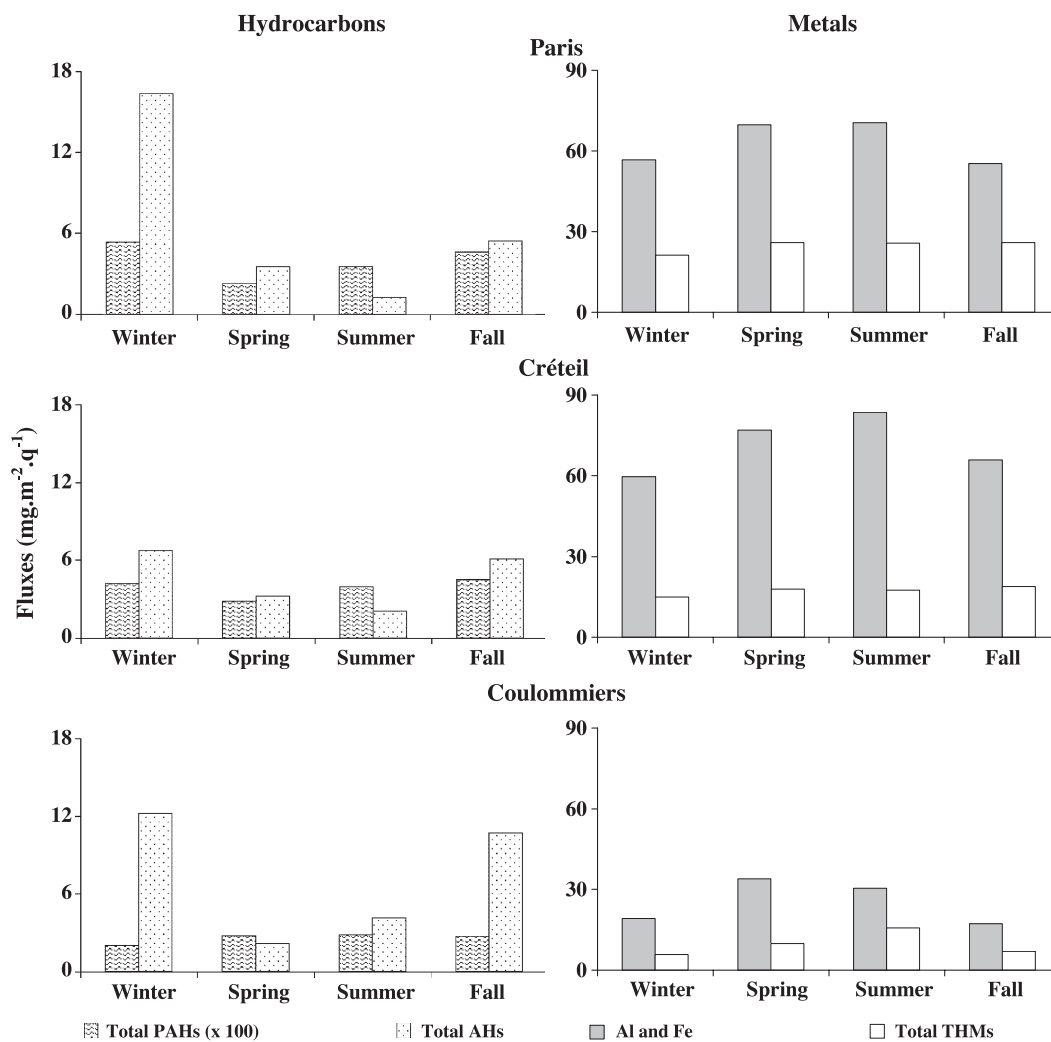 Hydrocarbons Metals
Paris
18
12
6
0
Winter Spring Summer Fall
90
60
30
0
Winter Spring Summer Fall
Créteil
Fluxes (mg.m-2.q-1)
18
12
6
0
Winter Spring Summer Fall
90
60
30
0
Winter Spring Summer Fall
Coulommiers
18
12
6
0
Winter Spring Summer Fall
90
60
30
0
Winter Spring Summer Fall
Total PAHs (x 100) Total AHs Al and Fe Total THMs